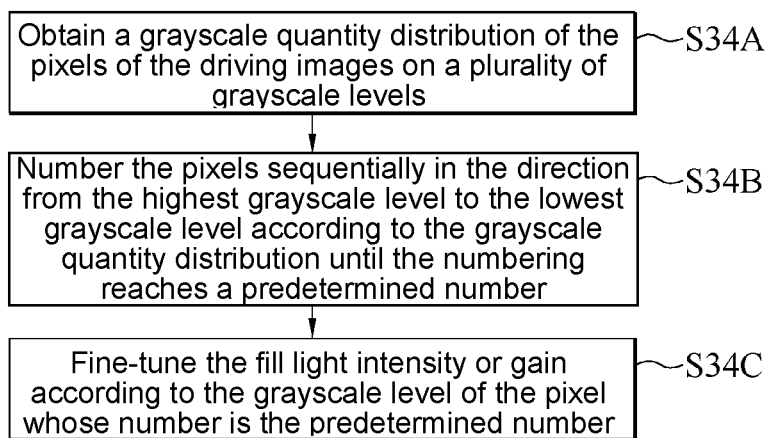 Obtain a grayscale quantity distribution of the
pixels of the driving images on a plurality of
grayscale levels
S34A
Number the pixels sequentially in the direction
from the highest grayscale level to the lowest
grayscale level according to the grayscale
quantity distribution until the numbering
reaches a predetermined number
S34B
Fine-tune the fill light intensity or gain
according to the grayscale level of the pixel
whose number is the predetermined number
S34C